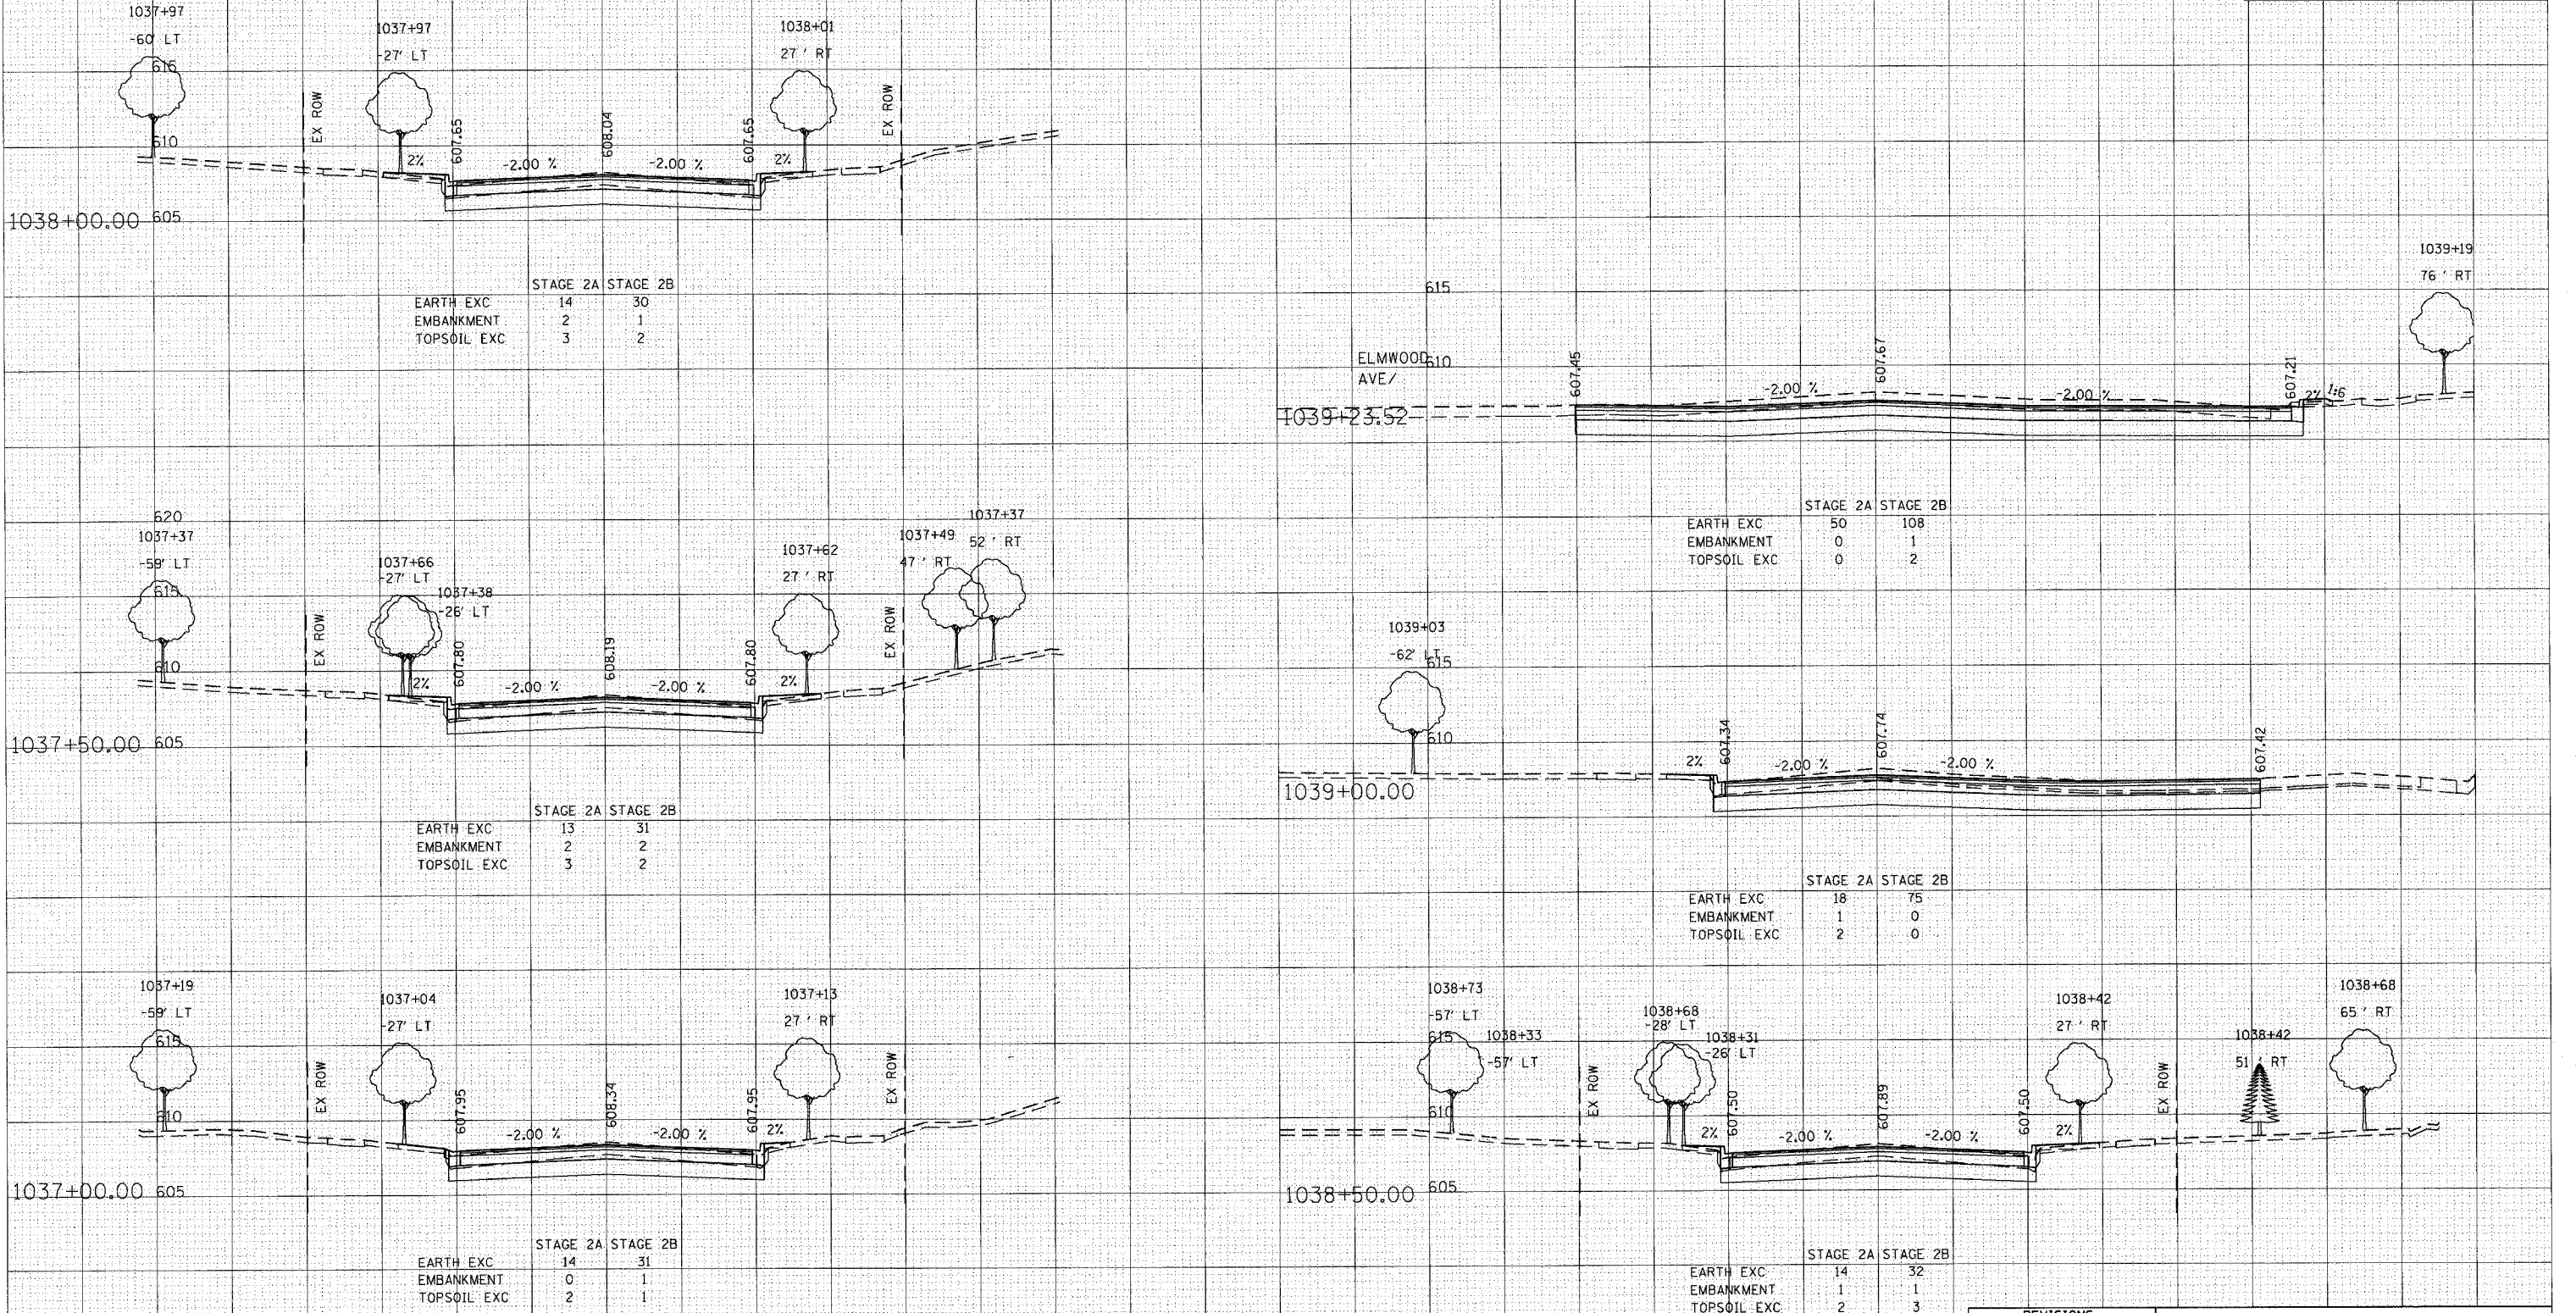 1037+97
-60' LT
1037+97
-27' LT
1038+01
27 ' RT
615
EX ROW
EX ROW
610
2%
607.65
-2.00 %
608.04
-2.00 %
607.65
2%
1038+00.00
605
STAGE 2A STAGE 2B
EARTH EXC 14 30
EMBANKMENT 2 1
TOPSOIL EXC 3 2
620
1037+37
-59' LT
1037+66
-27' LT
1037+38
-26' LT
1037+62
27 ' RT
1037+49
47 ' RT
1037+37
52 ' RT
615
EX ROW
EX ROW
610
2%
607.80
-2.00 %
608.19
-2.00 %
607.80
2%
1037+50.00
605
STAGE 2A STAGE 2B
EARTH EXC 13 31
EMBANKMENT 2 2
TOPSOIL EXC 3 2
1037+19
-59' LT
1037+04
-27' LT
1037+13
27 ' RT
615
EX ROW
EX ROW
610
607.95
-2.00 %
608.34
-2.00 %
607.95
2%
1037+00.00
605
STAGE 2A STAGE 2B
EARTH EXC 14 31
EMBANKMENT 0 1
TOPSOIL EXC 2 1
1039+19
76 ' RT
615
ELMWOOD
AVE/
610
607.45
-2.00 %
607.67
-2.00 %
607.21
2%
1:6
1039+23.52
STAGE 2A STAGE 2B
EARTH EXC 50 108
EMBANKMENT 0 1
TOPSOIL EXC 0 2
1039+03
-62' LT
615
610
2%
607.34
-2.00 %
607.74
-2.00 %
607.42
1039+00.00
STAGE 2A STAGE 2B
EARTH EXC 18 75
EMBANKMENT 1 0
TOPSOIL EXC 2 0
1038+73
-57' LT
1038+33
-57' LT
1038+68
-28' LT
1038+31
-26' LT
1038+42
27 ' RT
1038+42
51 ' RT
1038+68
65 ' RT
615
EX ROW
EX ROW
610
2%
607.50
-2.00 %
607.89
-2.00 %
607.50
2%
1038+50.00
605
STAGE 2A STAGE 2B
EARTH EXC 14 32
EMBANKMENT 1 1
TOPSOIL EXC 2 3
REVISIONS